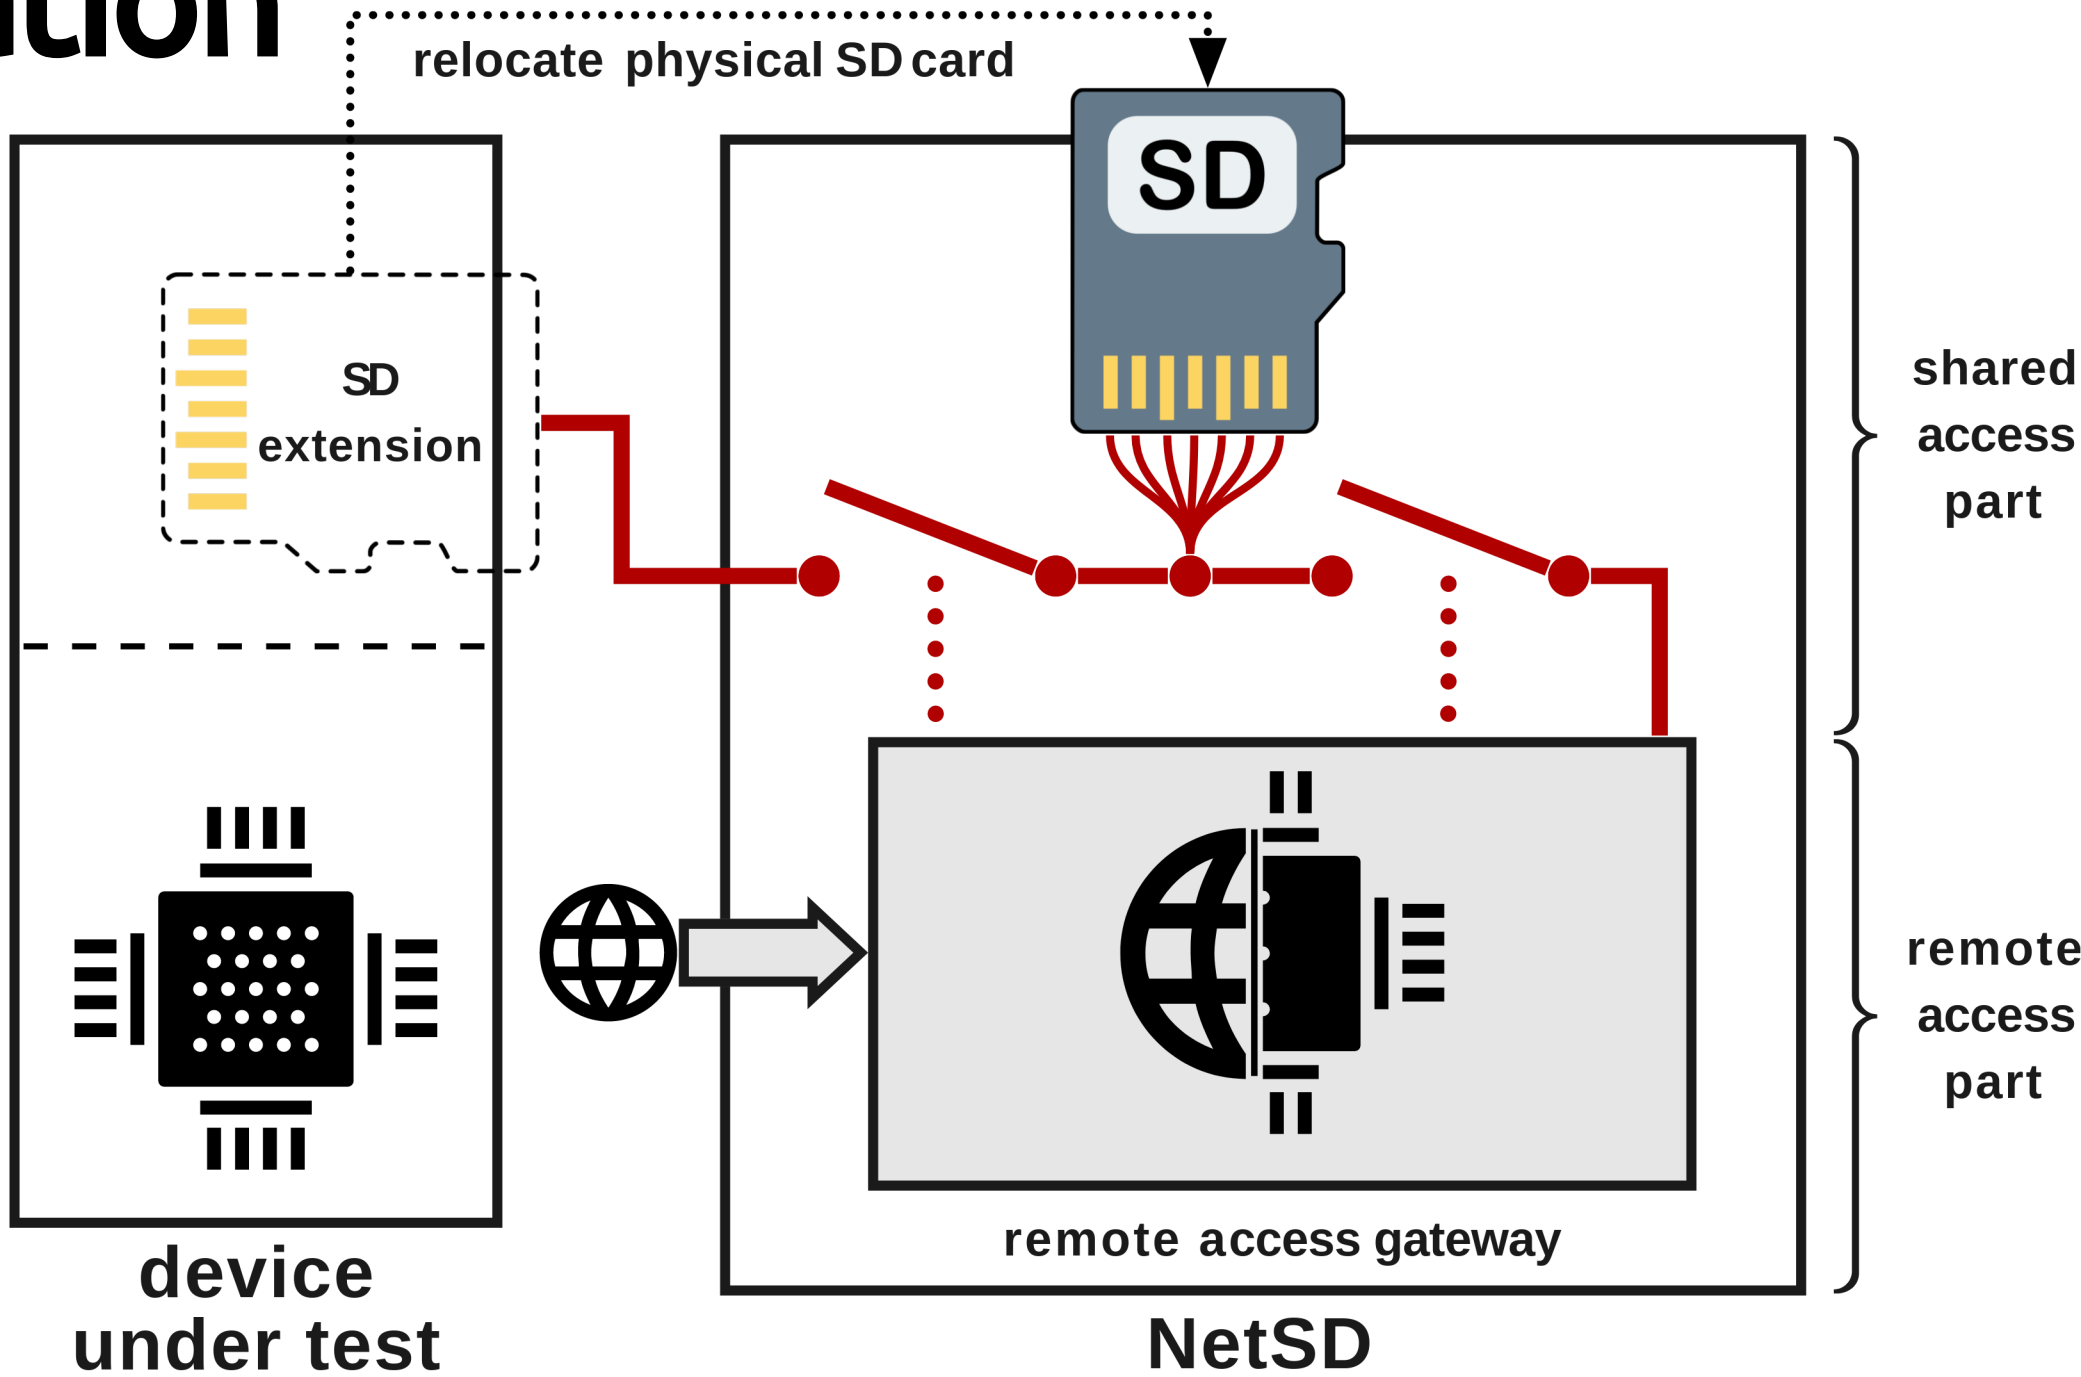 relocate physical SD card
SD
SD
extension
shared
access
part
remote
access
part
remote access gateway
device
under test
NetSD